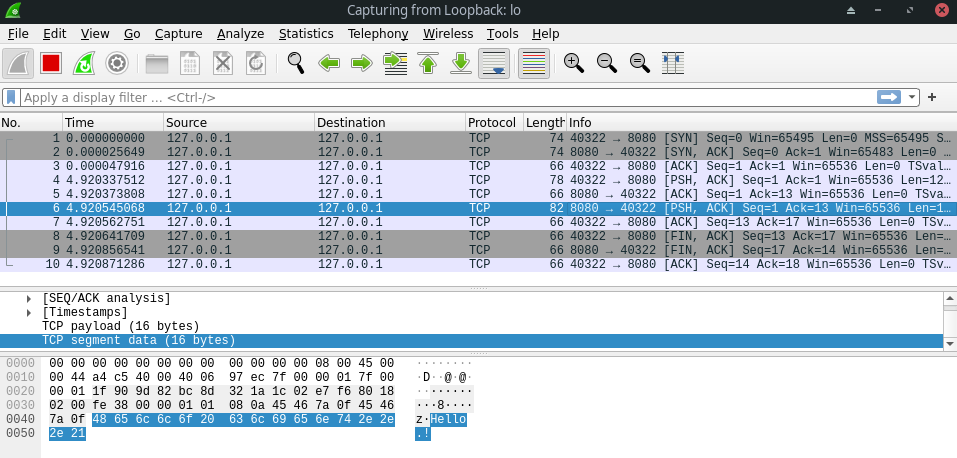 Capturing from Loopback: lo
File Edit View Go Capture Analyze Statistics Telephony Wireless Tools Help
Apply a display filter ... <Ctrl-/>
No. Time Source Destination Protocol Length Info
1 0.000000000 127.0.0.1 127.0.0.1 TCP 74 40322 → 8080 [SYN] Seq=0 Win=65495 Len=0 MSS=65495 S…
2 0.000025649 127.0.0.1 127.0.0.1 TCP 74 8080 → 40322 [SYN, ACK] Seq=0 Ack=1 Win=65483 Len=0 …
3 0.000047916 127.0.0.1 127.0.0.1 TCP 66 40322 → 8080 [ACK] Seq=1 Ack=1 Win=65536 Len=0 TSval…
4 4.920337512 127.0.0.1 127.0.0.1 TCP 78 40322 → 8080 [PSH, ACK] Seq=1 Ack=1 Win=65536 Len=12…
5 4.920373808 127.0.0.1 127.0.0.1 TCP 66 8080 → 40322 [ACK] Seq=1 Ack=13 Win=65536 Len=0 TSva…
6 4.920545068 127.0.0.1 127.0.0.1 TCP 82 8080 → 40322 [PSH, ACK] Seq=1 Ack=13 Win=65536 Len=1…
7 4.920562751 127.0.0.1 127.0.0.1 TCP 66 40322 → 8080 [ACK] Seq=13 Ack=17 Win=65536 Len=0 TSv…
8 4.920641709 127.0.0.1 127.0.0.1 TCP 66 40322 → 8080 [FIN, ACK] Seq=13 Ack=17 Win=65536 Len=…
9 4.920856541 127.0.0.1 127.0.0.1 TCP 66 8080 → 40322 [FIN, ACK] Seq=17 Ack=14 Win=65536 Len=…
10 4.920871286 127.0.0.1 127.0.0.1 TCP 66 40322 → 8080 [ACK] Seq=14 Ack=18 Win=65536 Len=0 TSv…
[SEQ/ACK analysis]
[Timestamps]
TCP payload (16 bytes)
TCP segment data (16 bytes)
0000 00 00 00 00 00 00 00 00 00 00 00 00 08 00 45 00 ········
0010 00 44 a4 c5 40 00 40 06 97 ec 7f 00 00 01 7f 00 ·D··@·@·
0020 00 01 1f 90 9d 82 bc 8d 32 1a 1c 02 e7 f6 80 18 ········
0030 02 00 fe 38 00 00 01 01 08 0a 45 46 7a 0f 45 46 ···8····
0040 7a 0f 48 65 6c 6c 6f 20 63 6c 69 65 6e 74 2e 2e z·Hello
0050 2e 21 .!